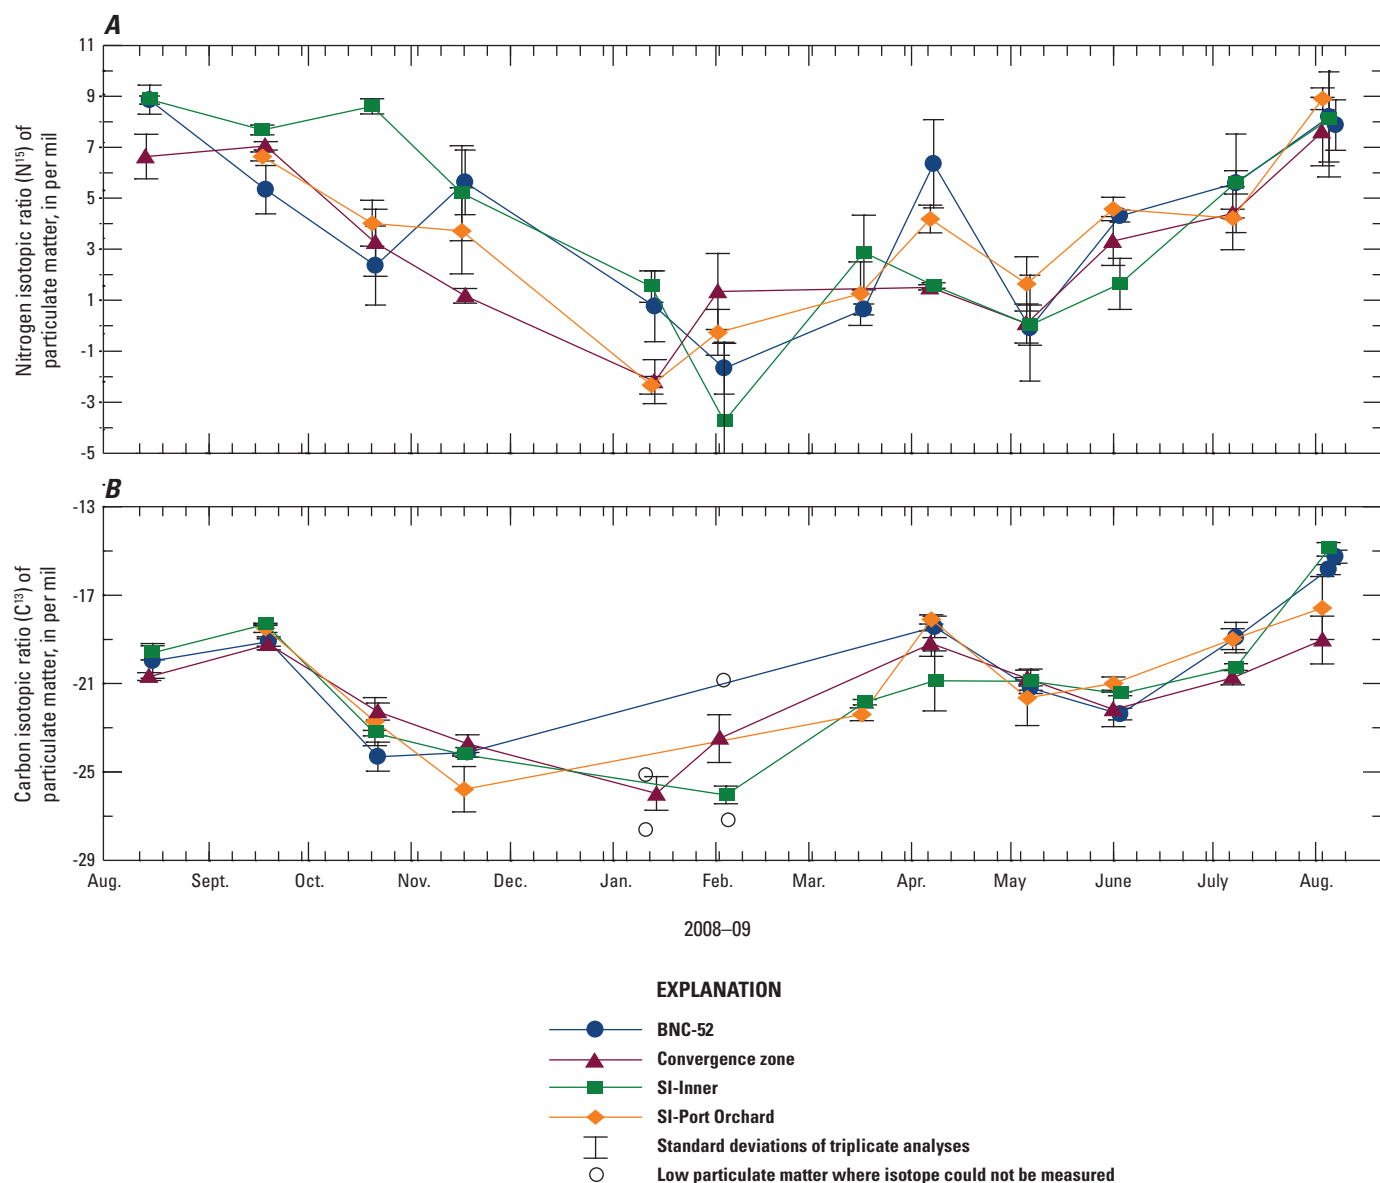 A
11
9
7
5
3
1
-1
-3
-5
Nitrogen isotopic ratio (N¹⁵) of
particulate matter, in per mil
B
-13
-17
-21
-25
-29
Carbon isotopic ratio (C¹³) of
particulate matter, in per mil
Aug. Sept. Oct. Nov. Dec. Jan. Feb. Mar. Apr. May June July Aug.
2008–09
EXPLANATION
BNC-52
Convergence zone
SI-Inner
SI-Port Orchard
Standard deviations of triplicate analyses
Low particulate matter where isotope could not be measured